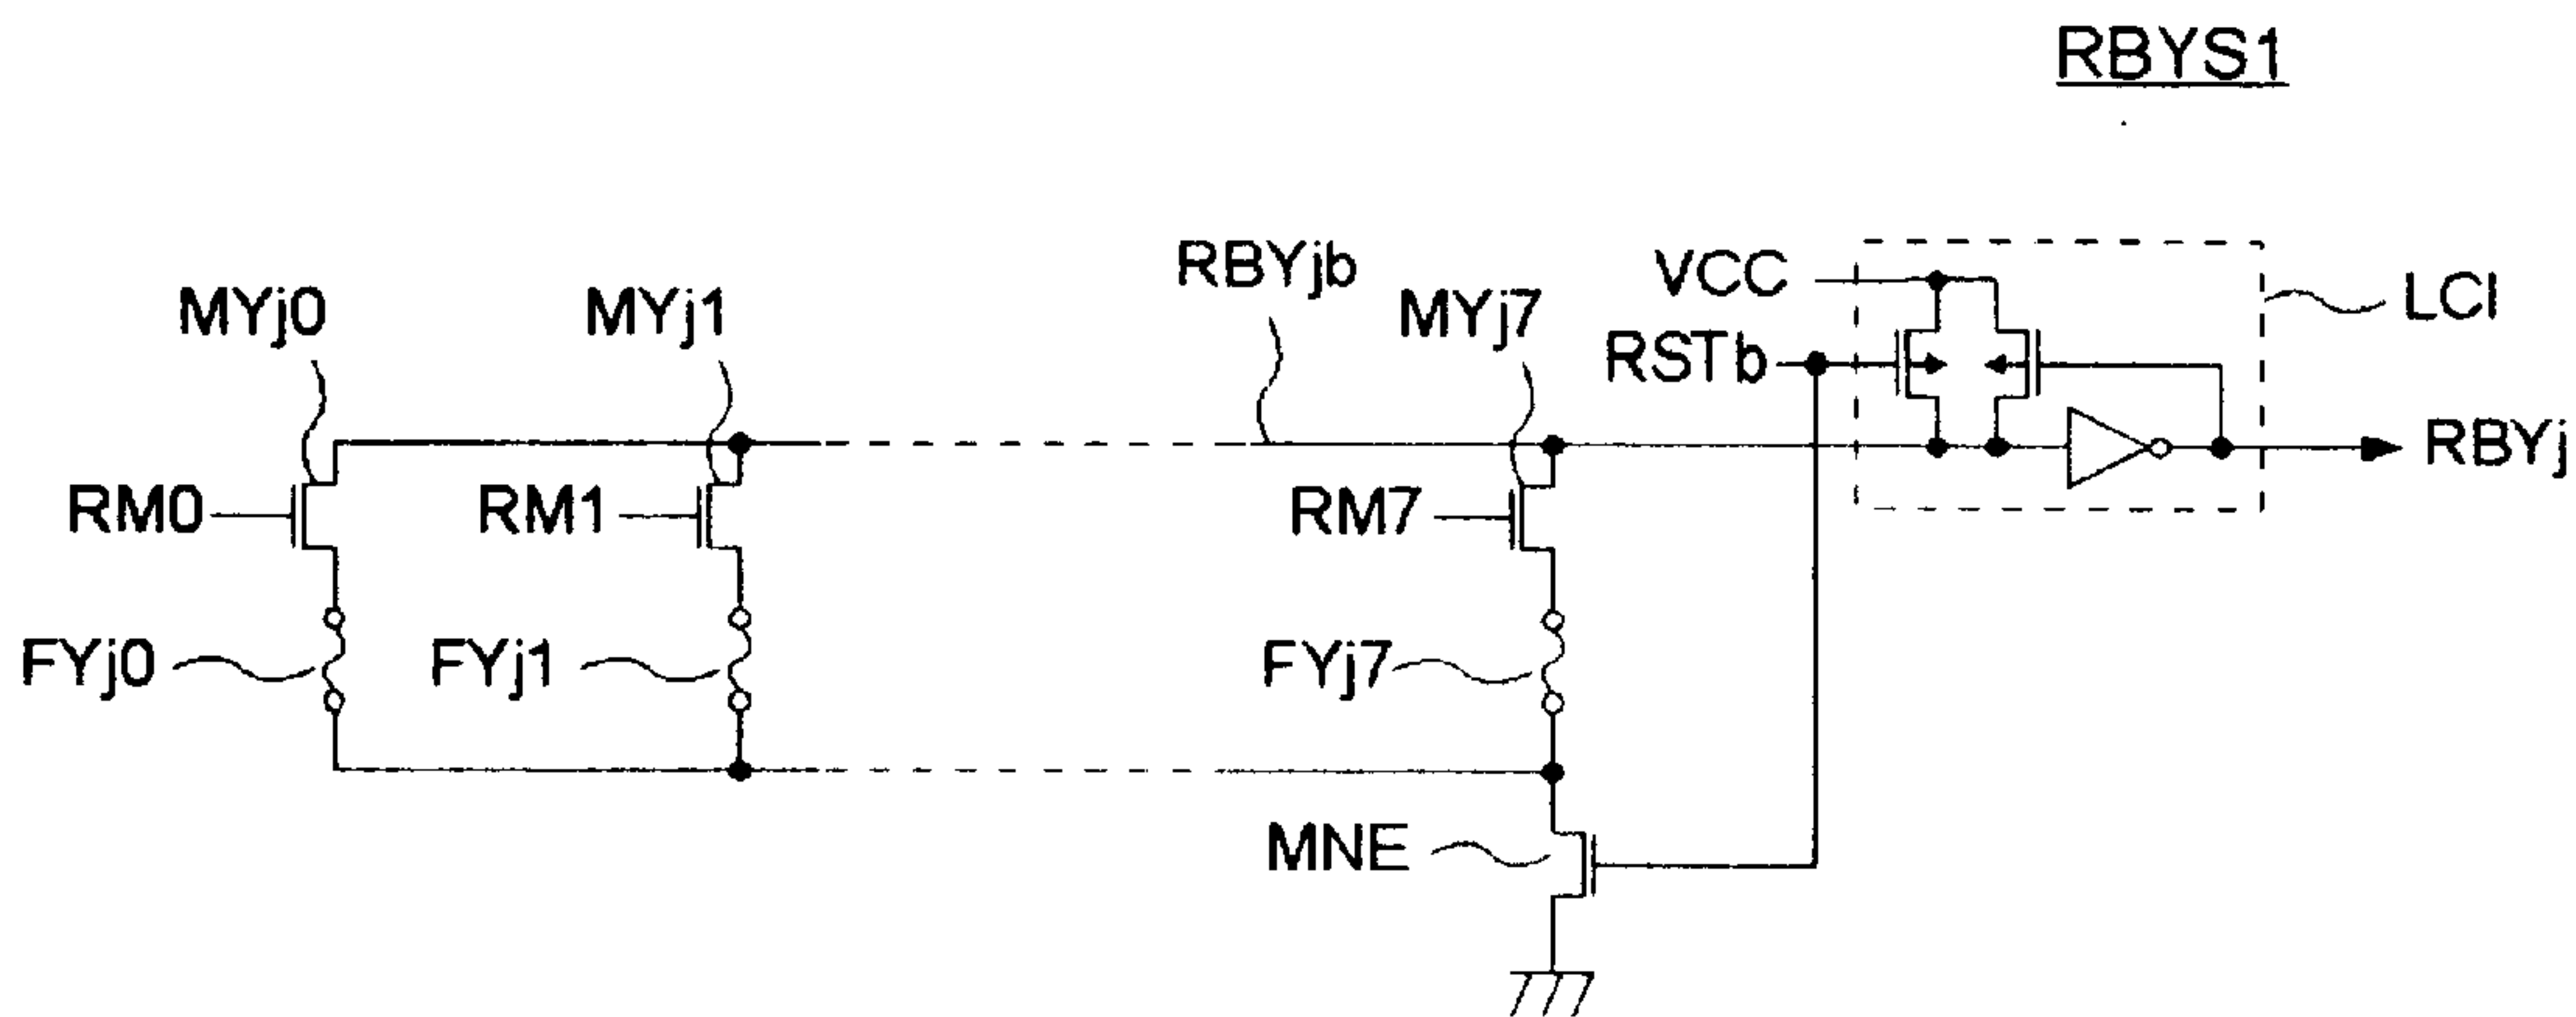 RBYS1
RBYjb
VCC
LCI
MYj0
MYj1
MYj7
RSTb
RBYj
RM0
RM1
RM7
FYj0
FYj1
FYj7
MNE